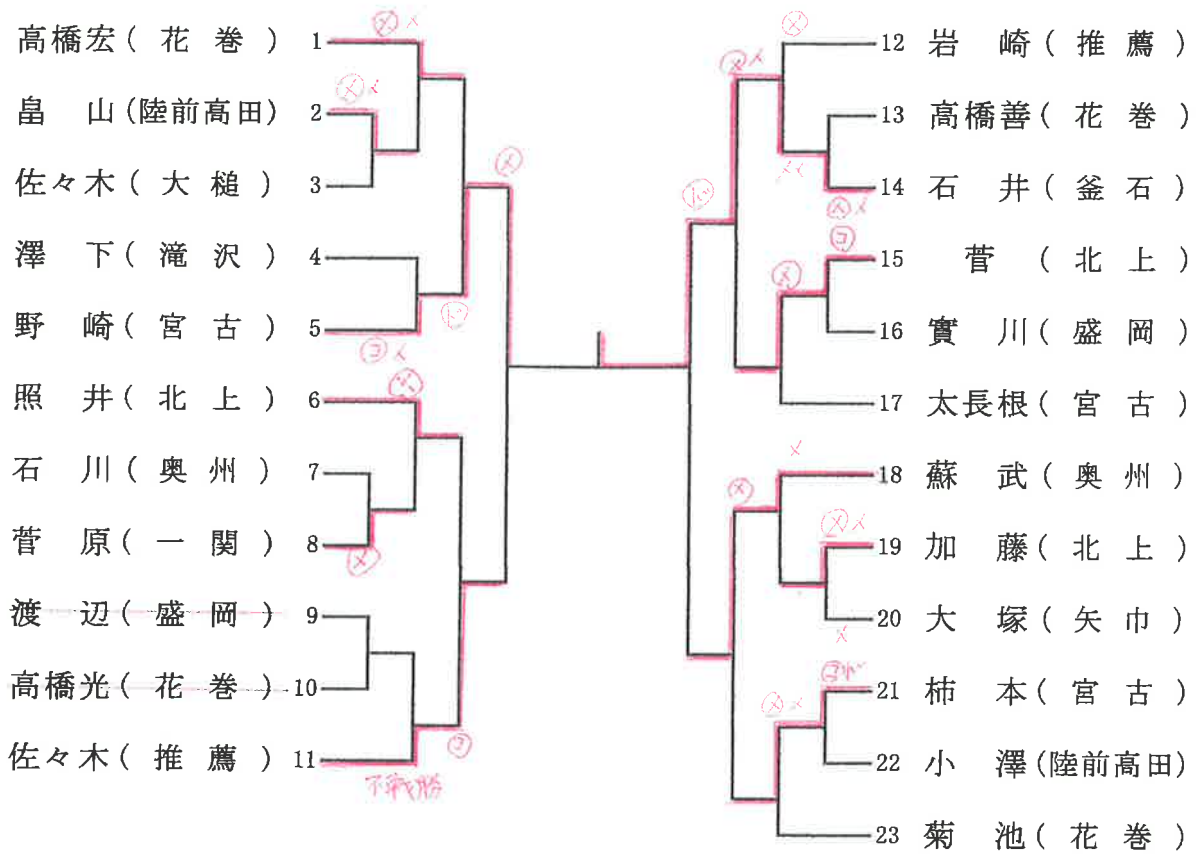 高橋宏(花巻) 1
畠山(陸前高田) 2
佐々木(大槌) 3
澤下(滝沢) 4
野崎(宮古) 5
照井(北上) 6
石川(奥州) 7
菅原(一関) 8
渡辺(盛岡) 9
高橋光(花巻) 10
佐々木(推薦) 11
不戦勝
12 岩崎(推薦)
13 高橋善(花巻)
14 石井(釜石)
15 菅(北上)
16 實川(盛岡)
17 太長根(宮古)
18 蘇武(奥州)
19 加藤(北上)
20 大塚(矢巾)
21 柿本(宮古)
22 小澤(陸前高田)
23 菊池(花巻)